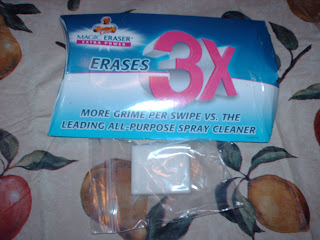 MAGIC ERASER
EXTRA POWER
ERASES 3X
MORE GRIME PER SWIPE VS. THE
LEADING ALL-PURPOSE SPRAY CLEANER